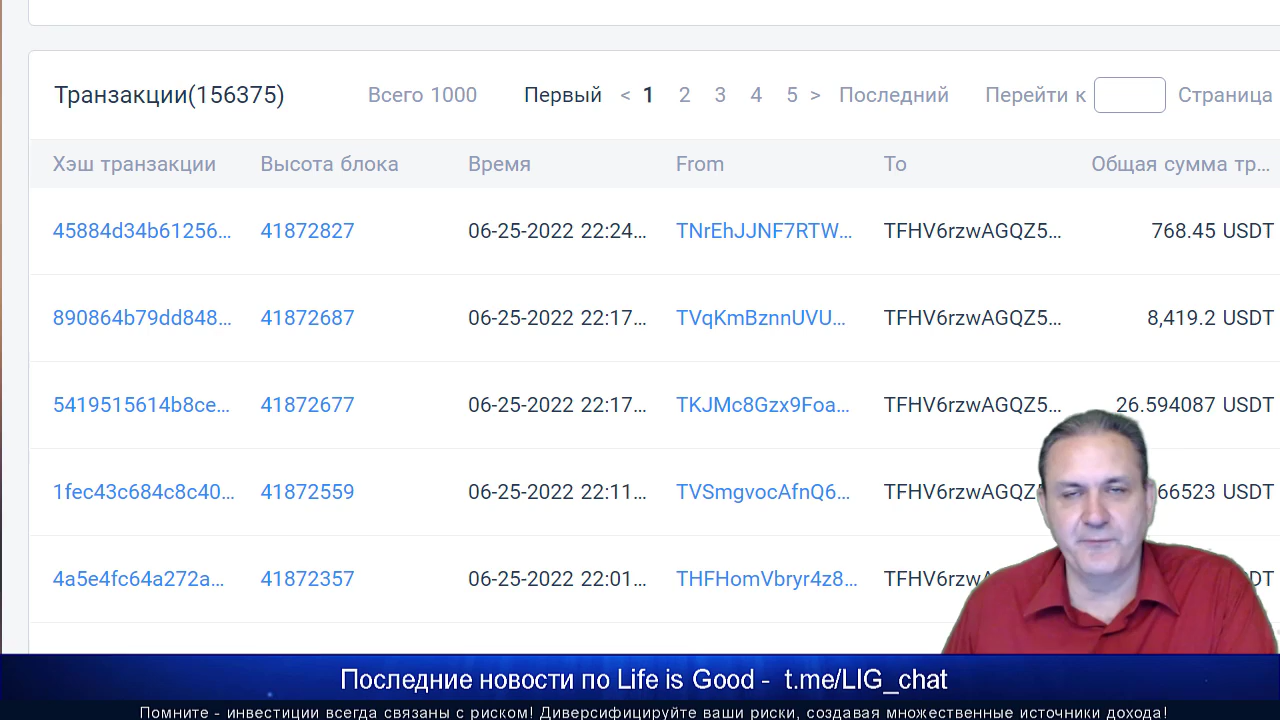 Транзакции(156375) Всего 1000 Первый < 1 2 3 4 5 > Последний Перейти к Страница
Хэш транзакции Высота блока Время From To Общая сумма тр...
45884d34b61256... 41872827 06-25-2022 22:24... TNrEhJJNF7RTW... TFHV6rzwAGQZ5... 768.45 USDT
890864b79dd848... 41872687 06-25-2022 22:17... TVqKmBznnUVU... TFHV6rzwAGQZ5... 8,419.2 USDT
5419515614b8ce... 41872677 06-25-2022 22:17... TKJMc8Gzx9Foa... TFHV6rzwAGQZ5... 26.594087 USDT
1fec43c684c8c40... 41872559 06-25-2022 22:11... TVSmgvocAfnQ6... TFHV6rzwAGQZ 66523 USDT
4a5e4fc64a272a... 41872357 06-25-2022 22:01... THFHomVbryr4z8... TFHV6rzwA DT
Последние новости по Life is Good - t.me/LIG_chat
Помните - инвестиции всегда связаны с риском! Диверсифицируйте ваши риски, создавая множественные источники дохода!